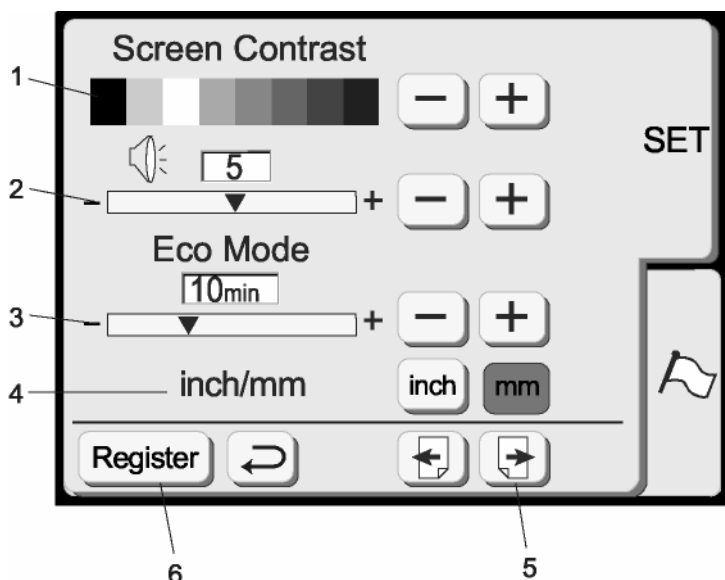 Screen Contrast
1
- +
SET
5
2
- + - +
Eco Mode
10min
3
- + - +
4
inch/mm inch mm
Register
6
5